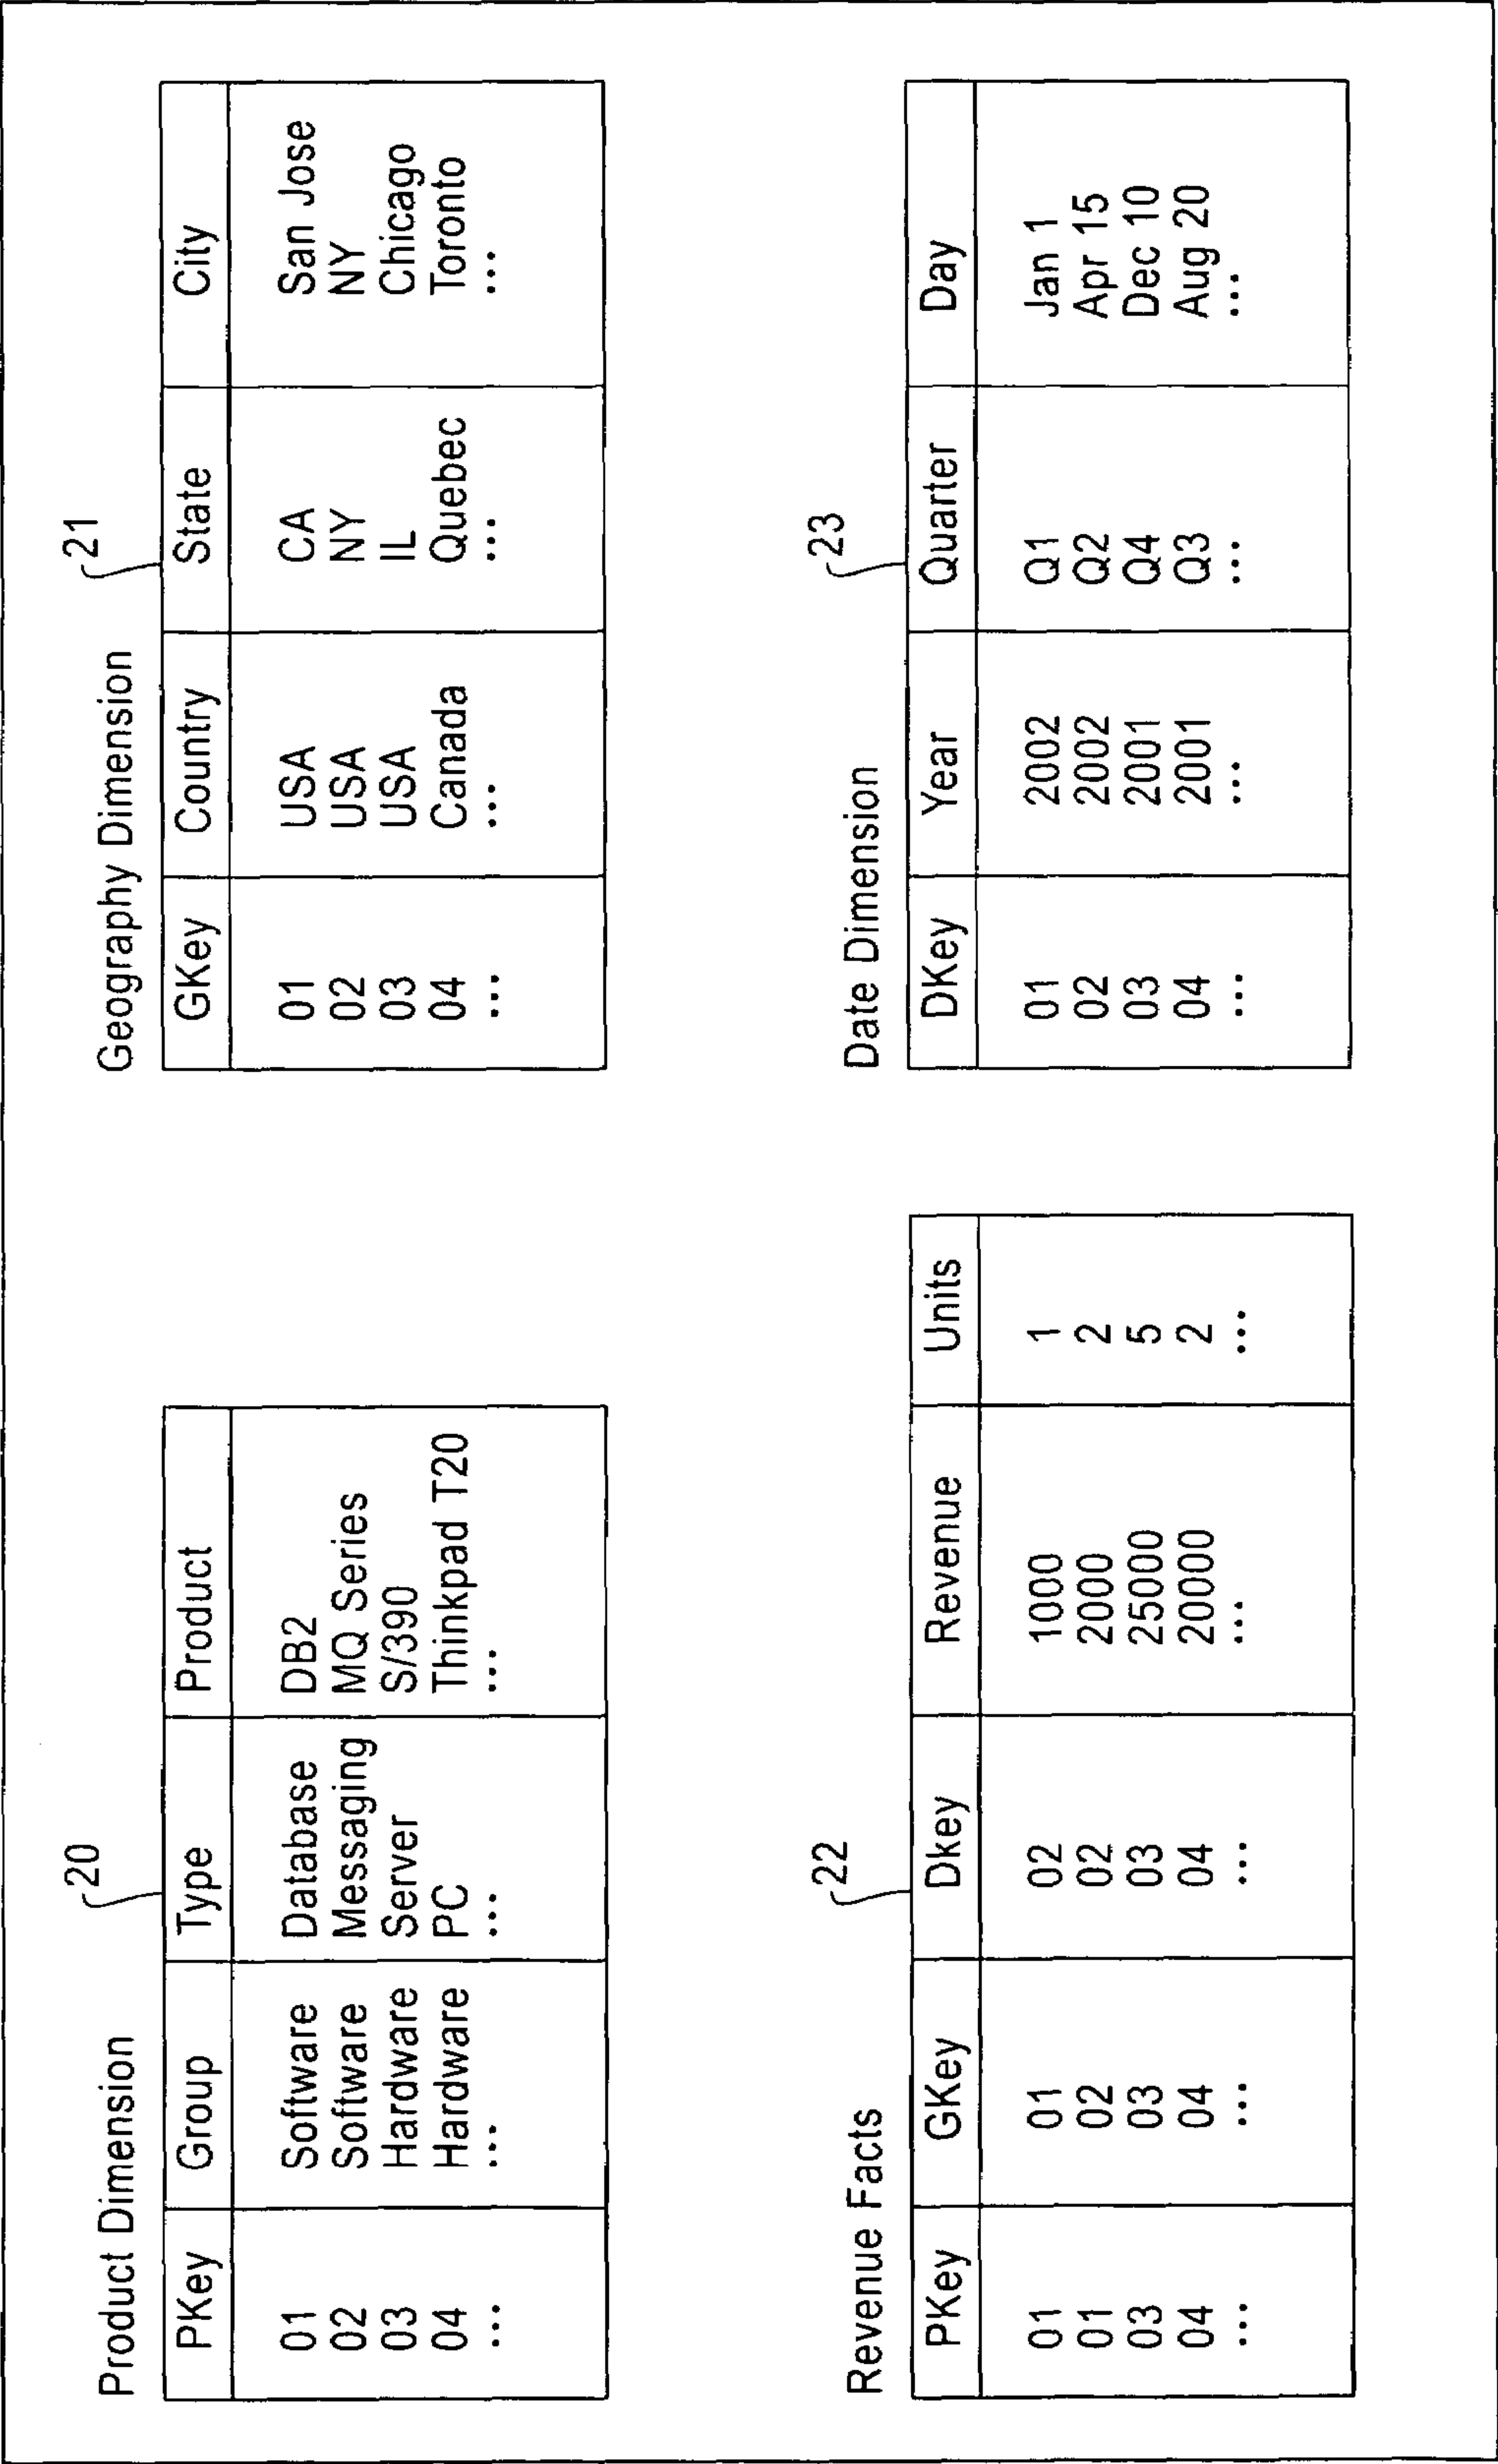 Product Dimension
20
PKey Group Type Product
01 Software Database DB2
02 Software Messaging MQ Series
03 Hardware Server S/390
04 Hardware PC Thinkpad T20
... ... ... ...
Geography Dimension
21
GKey Country State City
01 USA CA San Jose
02 USA NY NY
03 USA IL Chicago
04 Canada Quebec Toronto
... ... ... ...
Revenue Facts
22
PKey GKey Dkey Revenue Units
01 01 02 1000 1
01 02 02 2000 2
03 03 03 25000 5
04 04 04 20000 2
... ... ... ... ...
Date Dimension
23
DKey Year Quarter Day
01 2002 Q1 Jan 1
02 2002 Q2 Apr 15
03 2001 Q4 Dec 10
04 2001 Q3 Aug 20
... ... ... ...